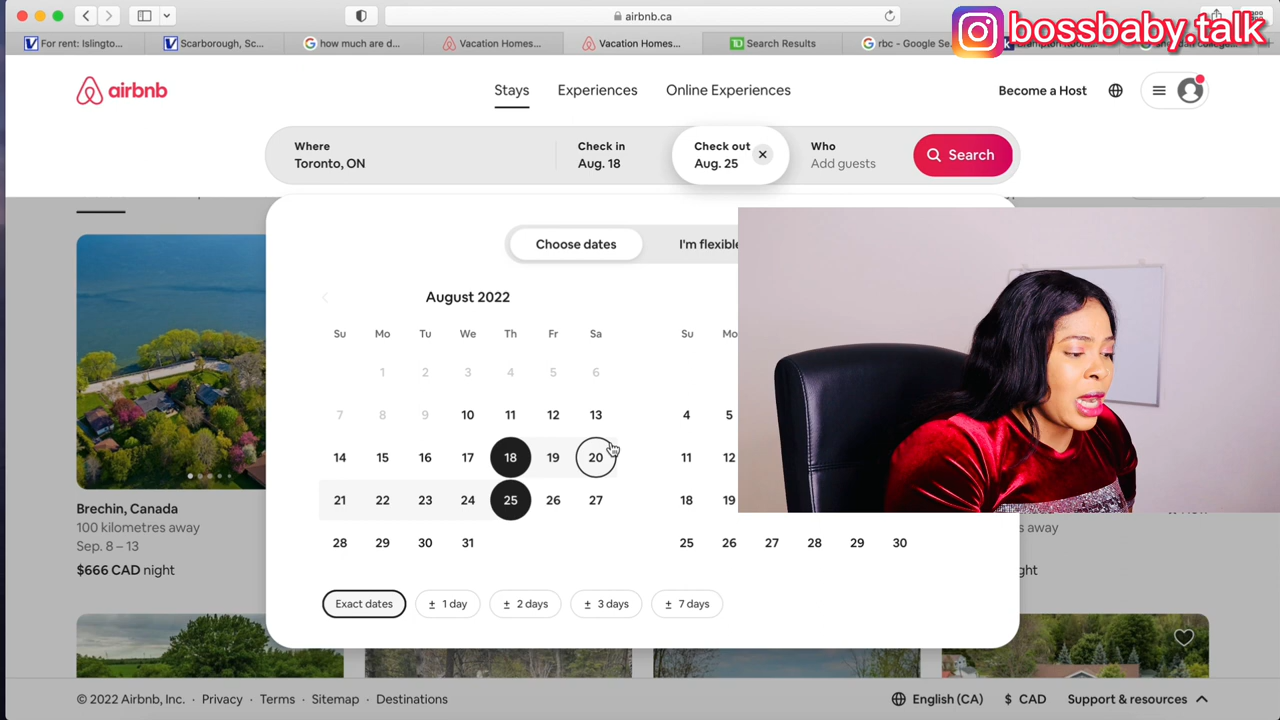 airbnb.ca
bossbaby.talk
For rent: Islingto...
Scarborough, Sc...
how much are d...
Vacation Homes...
Vacation Homes...
Search Results
rbc - Google Se...
airbnb
Stays
Experiences
Online Experiences
Become a Host
Where
Toronto, ON
Check in
Aug. 18
Check out
Aug. 25
Who
Add guests
Search
Choose dates
I'm flexible
August 2022
Su Mo Tu We Th Fr Sa
1 2 3 4 5 6
7 8 9 10 11 12 13
14 15 16 17 18 19 20
21 22 23 24 25 26 27
28 29 30 31
Su Mo
4 5
11 12
18 19
25 26 27 28 29 30
Exact dates
± 1 day
± 2 days
± 3 days
± 7 days
Brechin, Canada
100 kilometres away
Sep. 8 – 13
$666 CAD night
s away
ght
© 2022 Airbnb, Inc. · Privacy · Terms · Sitemap · Destinations
English (CA)
$ CAD
Support & resources